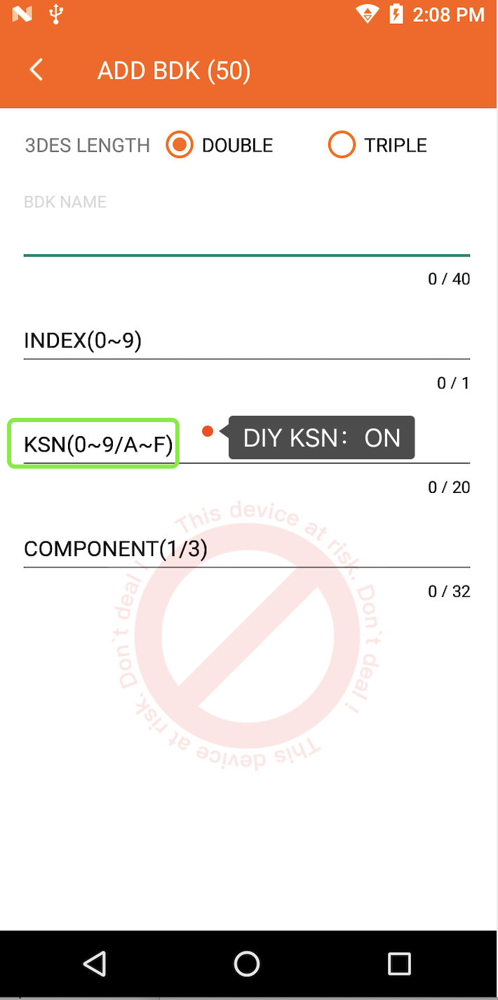 2:08 PM
ADD BDK (50)
3DES LENGTH DOUBLE TRIPLE
BDK NAME
0 / 40
INDEX(0~9)
0 / 1
KSN(0~9/A~F) DIY KSN： ON
0 / 20
COMPONENT(1/3)
0 / 32
This device at risk. Don`t deal !
This device at risk. Don`t deal !